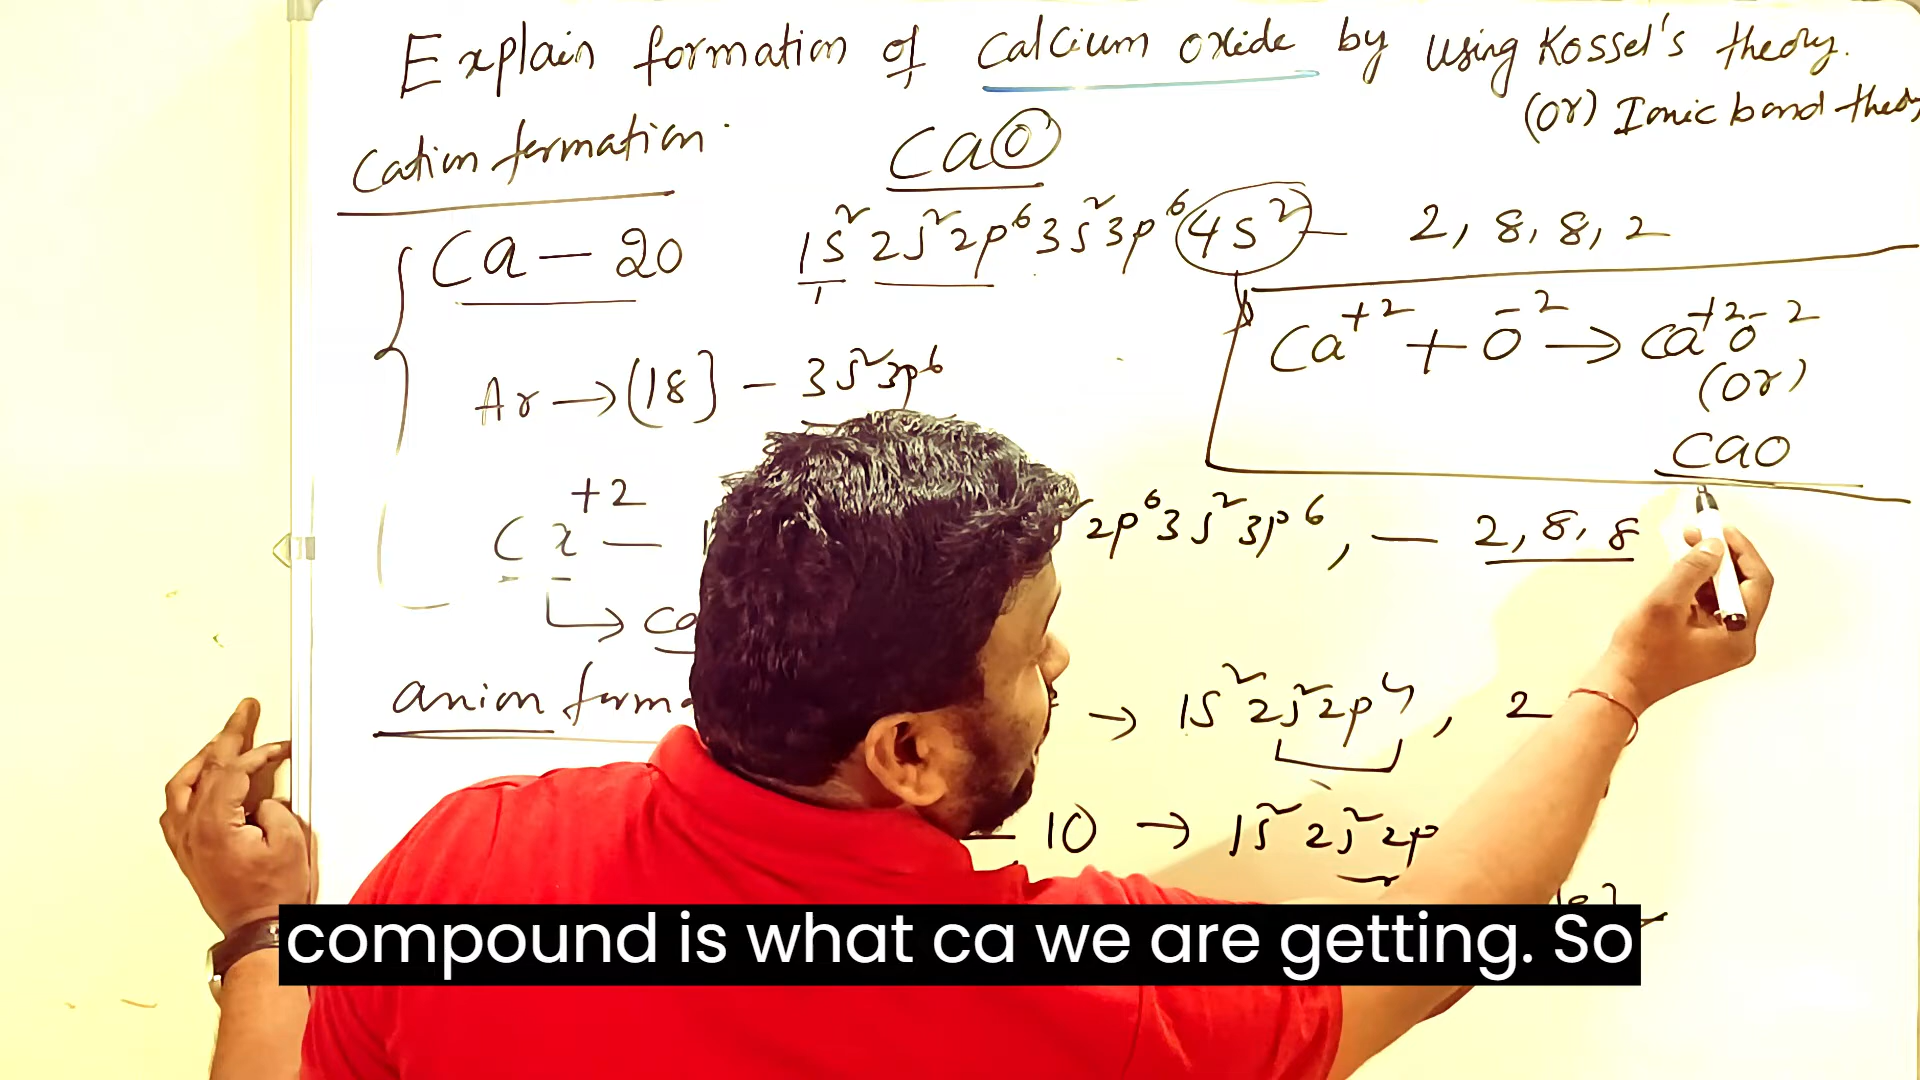 Explain formation of calcium oxide by using Kossel's theory.
(or) Ionic bond theory
Cation formation
CaO
Ca - 20 1s² 2s² 2p⁶ 3s² 3p⁶ 4s² - 2, 8, 8, 2
Ca⁺² + O⁻² → Ca⁺²O⁻²
(or)
CaO
Ar → (18] - 3s² 3p⁶
+2
2p⁶ 3s² 3p⁶, - 2, 8, 8
anion
→ 1s² 2s² 2p⁴, 2
10 → 1s² 2s² 2p
compound is what ca we are getting. So